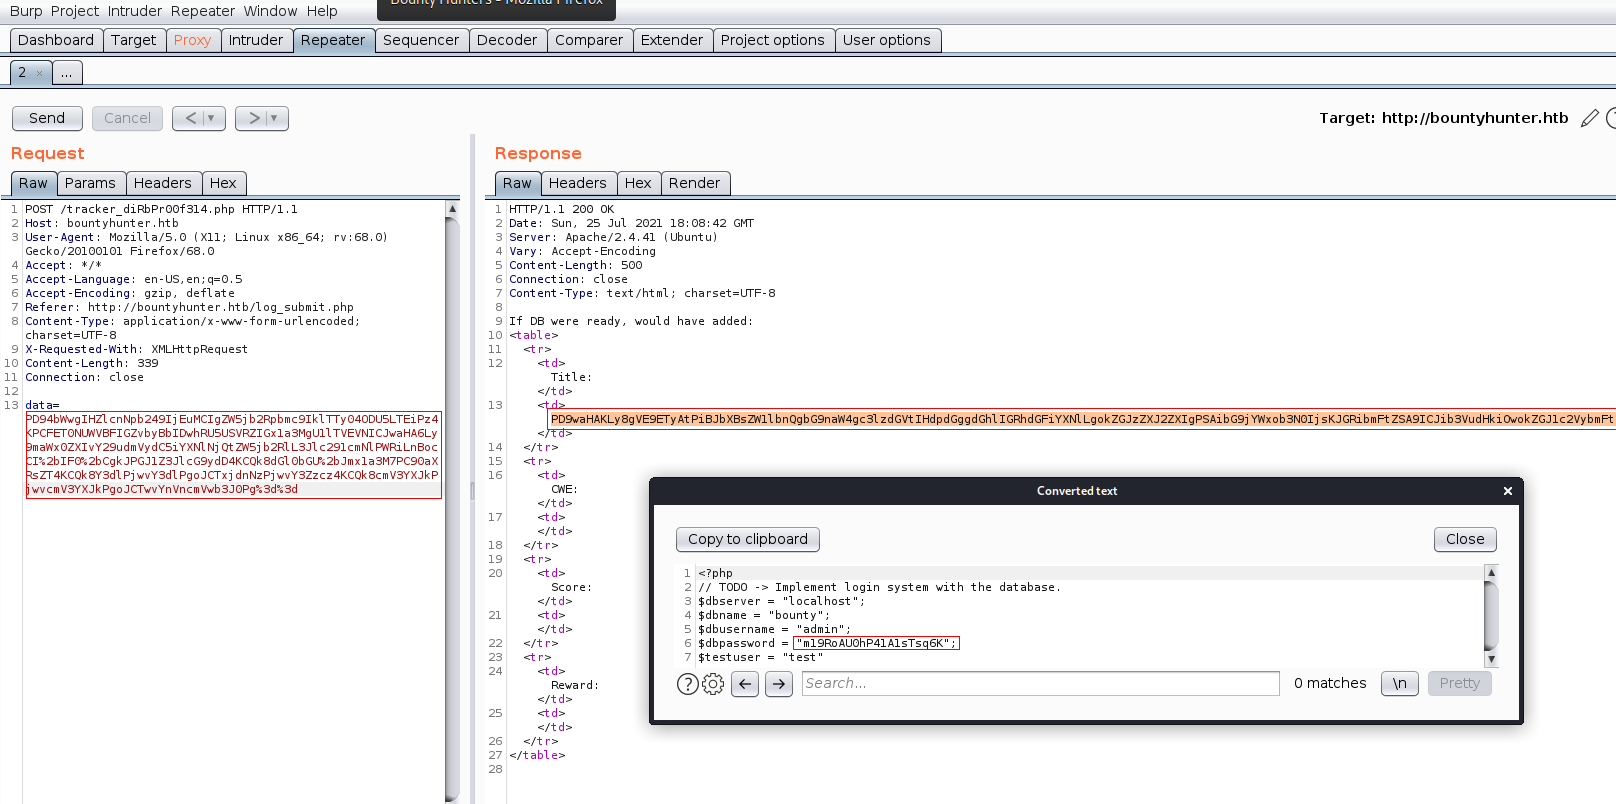 Bounty Hunters - Mozilla Firefox
Burp Project Intruder Repeater Window Help
Dashboard Target Proxy Intruder Repeater Sequencer Decoder Comparer Extender Project options User options
2 × ...
Send Cancel < ▼ > ▼
Target: http://bountyhunter.htb
Request
Raw Params Headers Hex
1 POST /tracker_diRbPr00f314.php HTTP/1.1
2 Host: bountyhunter.htb
3 User-Agent: Mozilla/5.0 (X11; Linux x86_64; rv:68.0)
Gecko/20100101 Firefox/68.0
4 Accept: */*
5 Accept-Language: en-US,en;q=0.5
6 Accept-Encoding: gzip, deflate
7 Referer: http://bountyhunter.htb/log_submit.php
8 Content-Type: application/x-www-form-urlencoded;
charset=UTF-8
9 X-Requested-With: XMLHttpRequest
10 Content-Length: 339
11 Connection: close
12
13 data=
Response
Raw Headers Hex Render
1 HTTP/1.1 200 OK
2 Date: Sun, 25 Jul 2021 18:08:42 GMT
3 Server: Apache/2.4.41 (Ubuntu)
4 Vary: Accept-Encoding
5 Content-Length: 500
6 Connection: close
7 Content-Type: text/html; charset=UTF-8
8
9 If DB were ready, would have added:
10 <table>
11 <tr>
12 <td>
Title:
</td>
13 <td>
</td>
14 </tr>
15 <tr>
16 <td>
CWE:
</td>
17 <td>
</td>
18 </tr>
19 <tr>
20 <td>
Score:
</td>
21 <td>
</td>
22 </tr>
23 <tr>
24 <td>
Reward:
</td>
25 <td>
</td>
26 </tr>
27 </table>
28
Converted text ×
Copy to clipboard Close
1 <?php
2 // TODO -> Implement login system with the database.
3 $dbserver = "localhost";
4 $dbname = "bounty";
5 $dbusername = "admin";
6 $dbpassword = "m19RoAU0hP41A1sTsq6K";
7 $testuser = "test"
? ← → Search... 0 matches \n Pretty